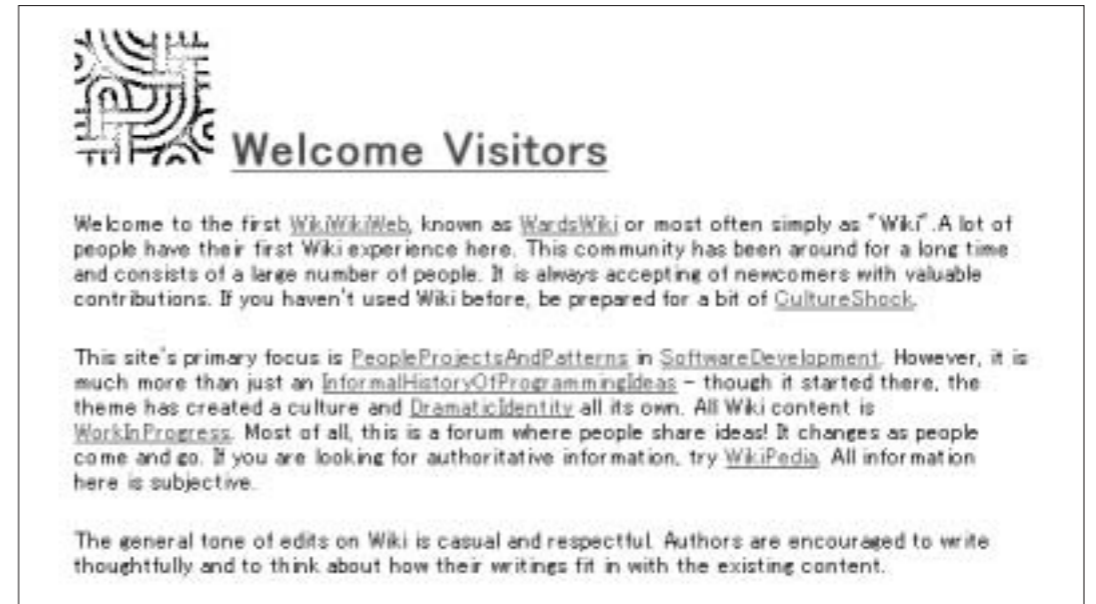 Welcome Visitors
Welcome to the first WikiWikiWeb, known as WardsWiki or most often simply as "Wiki".A lot of
people have their first Wiki experience here. This community has been around for a long time
and consists of a large number of people. It is always accepting of newcomers with valuable
contributions. If you haven't used Wiki before, be prepared for a bit of CultureShock.
This site's primary focus is PeopleProjectsAndPatterns in SoftwareDevelopment. However, it is
much more than just an InformalHistoryOfProgrammingIdeas - though it started there, the
theme has created a culture and DramaticIdentity all its own. All Wiki content is
WorkInProgress. Most of all, this is a forum where people share ideas! It changes as people
come and go. If you are looking for authoritative information, try WikiPedia. All information
here is subjective.
The general tone of edits on Wiki is casual and respectful. Authors are encouraged to write
thoughtfully and to think about how their writings fit in with the existing content.